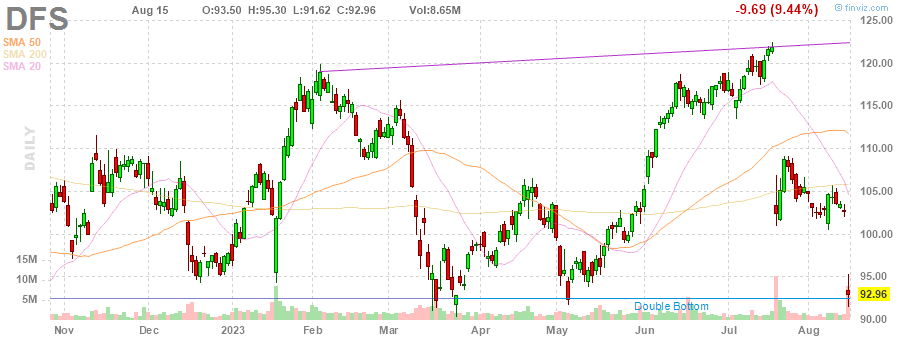 DFS
Aug 15 O:93.50 H:95.30 L:91.62 C:92.96 Vol:8.65M -9.69 (9.44%) finviz.com
SMA 50
SMA 200
SMA 20
DAILY
125.00
120.00
115.00
110.00
105.00
100.00
95.00
92.96
90.00
15M
10M
5M
Double Bottom
Nov Dec 2023 Feb Mar Apr May Jun Jul Aug